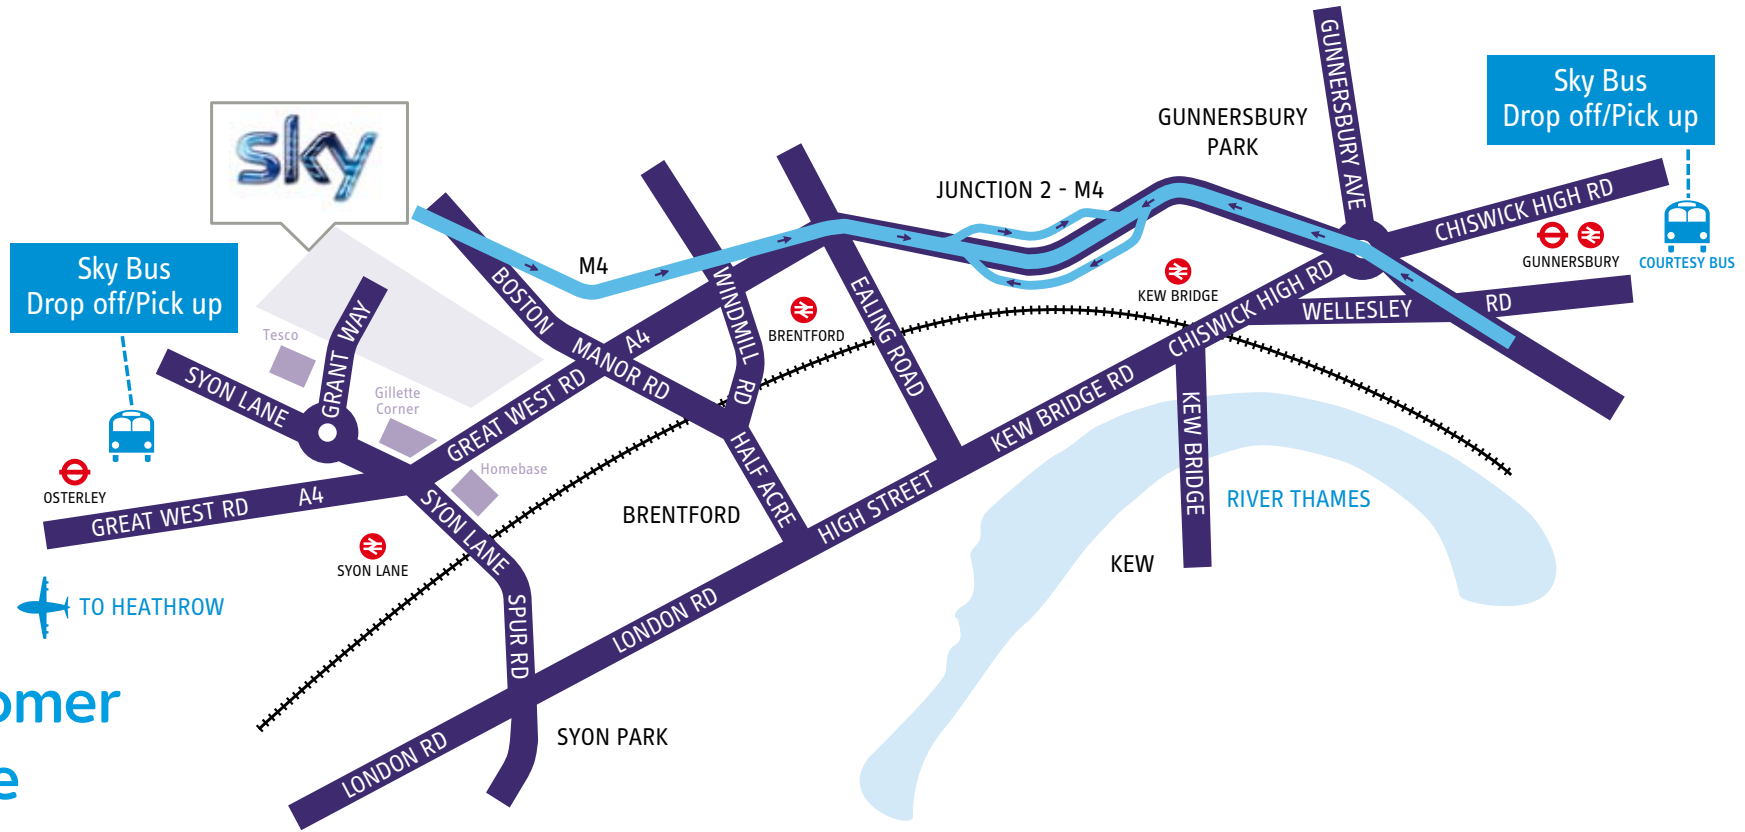 GUNNERSBURY AVE
Sky Bus
Drop off/Pick up
GUNNERSBURY
PARK
sky
JUNCTION 2 - M4
CHISWICK HIGH RD
GUNNERSBURY
COURTESY BUS
Sky Bus
Drop off/Pick up
M4
BOSTON
MANOR RD
WINDMILL
RD
EALING ROAD
KEW BRIDGE
CHISWICK HIGH RD
WELLESLEY
RD
BRENTFORD
Tesco
GRANT WAY
SYON LANE
Gillette
Corner
GREAT WEST RD
A4
KEW BRIDGE RD
KEW BRIDGE
HALF ACRE
HIGH STREET
Homebase
OSTERLEY
GREAT WEST RD
A4
SYON LANE
BRENTFORD
RIVER THAMES
SYON LANE
KEW
TO HEATHROW
SPUR RD
LONDON RD
omer
SYON PARK
LONDON RD
e